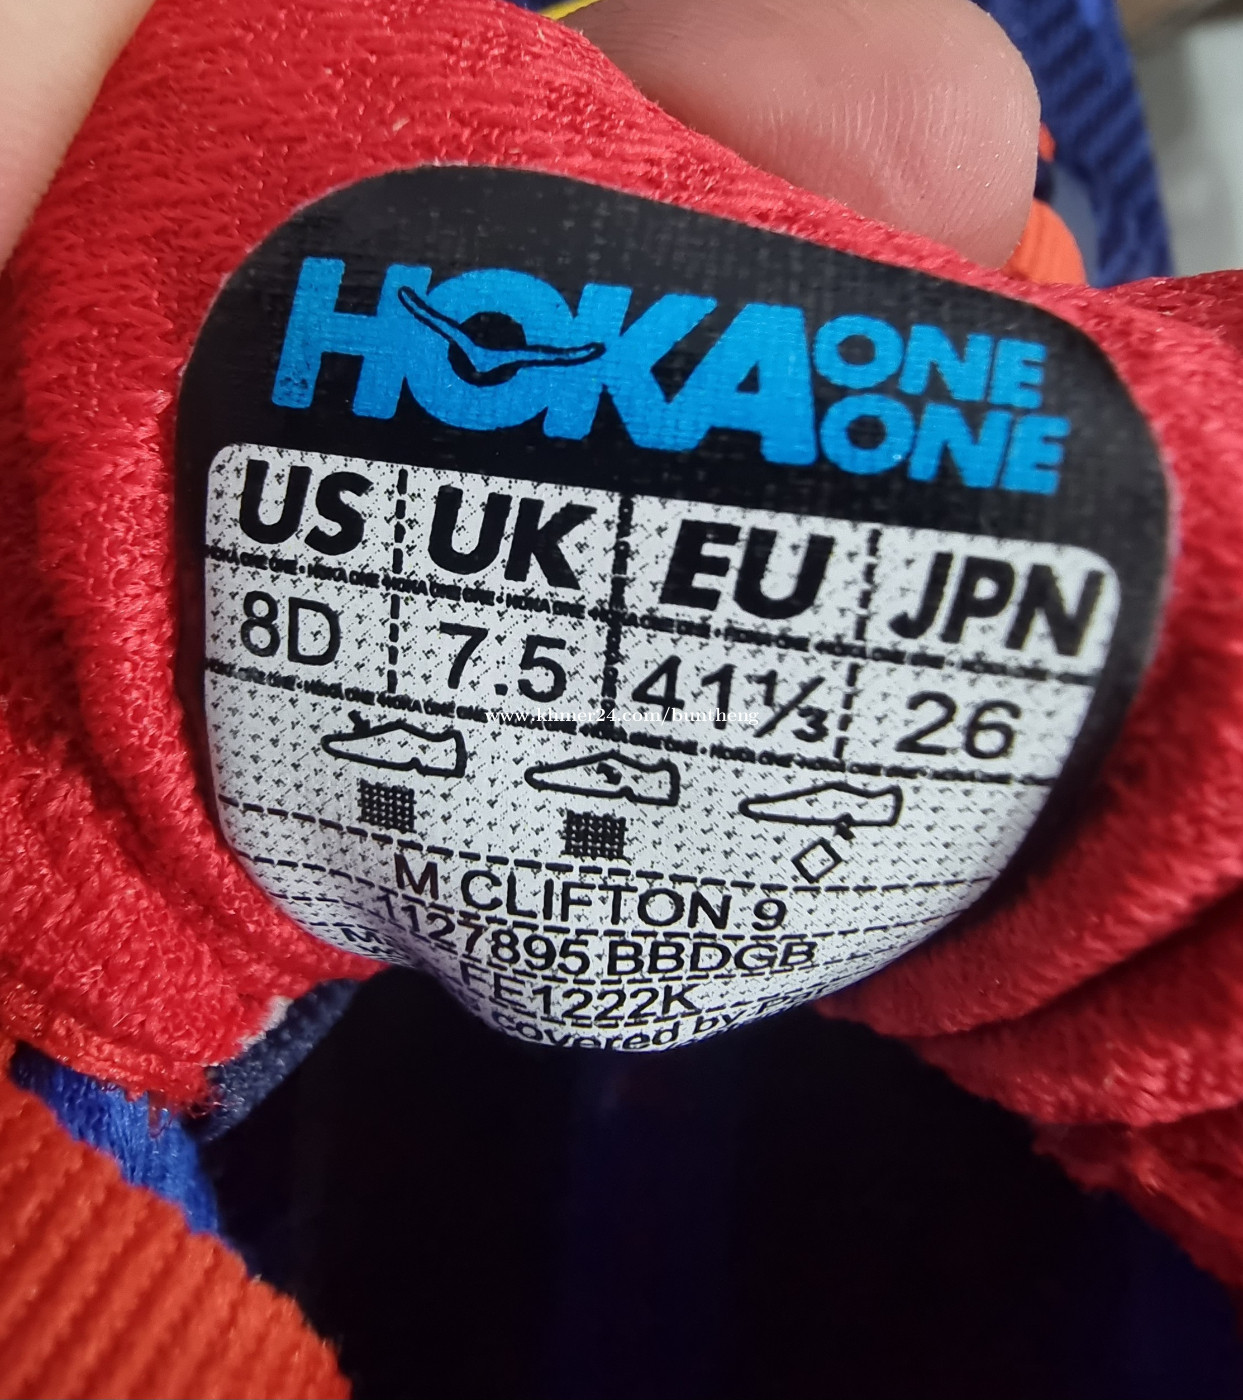 HOKA ONE ONE
US UK EU JPN
8D 7.5 41⅓ 26
www.khmer24.com/buntheng
M CLIFTON 9
1127895 BBDGB
FE1222K
covered by